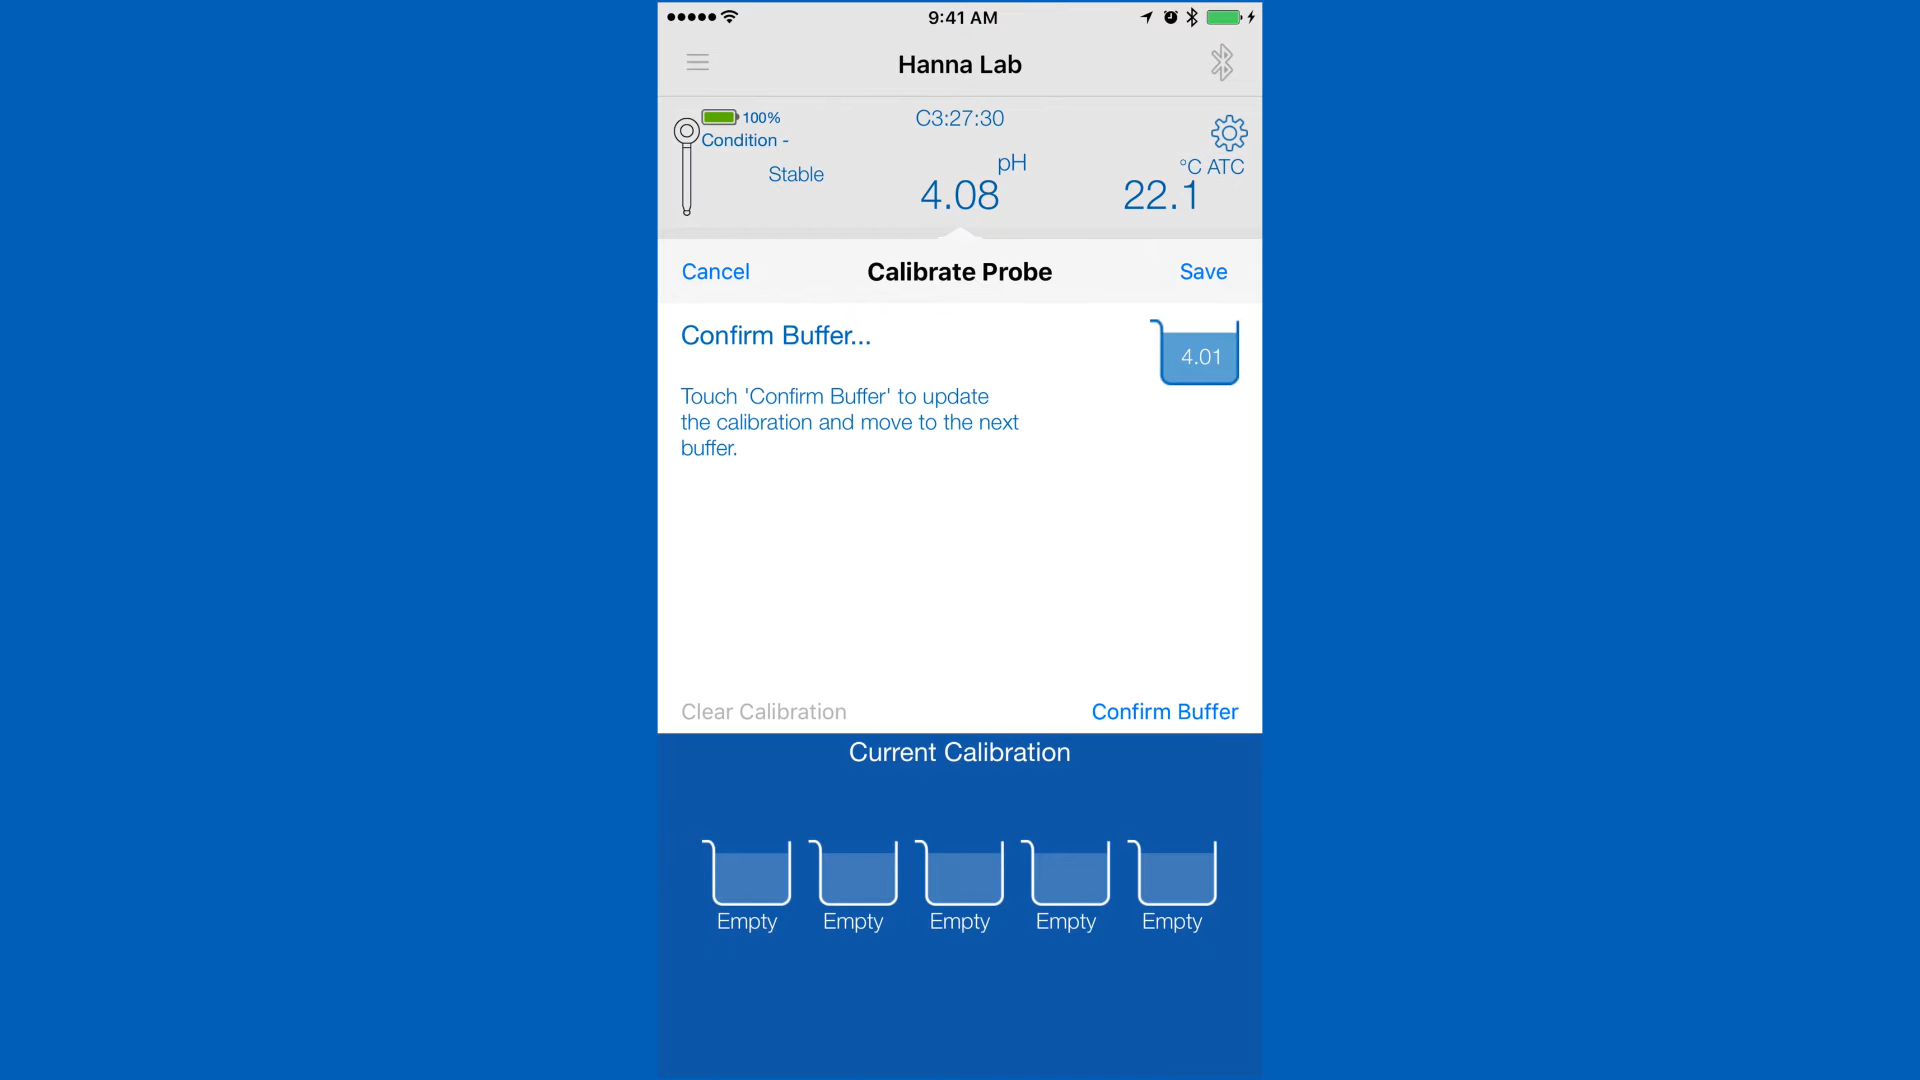 9:41 AM
Hanna Lab
100%
C3:27:30
Condition -
°C ATC
pH
Stable
4.08
22.1
Cancel
Calibrate Probe
Save
Confirm Buffer...
4.01
Touch 'Confirm Buffer' to update
the calibration and move to the next
buffer.
Clear Calibration
Confirm Buffer
Current Calibration
Empty
Empty
Empty
Empty
Empty